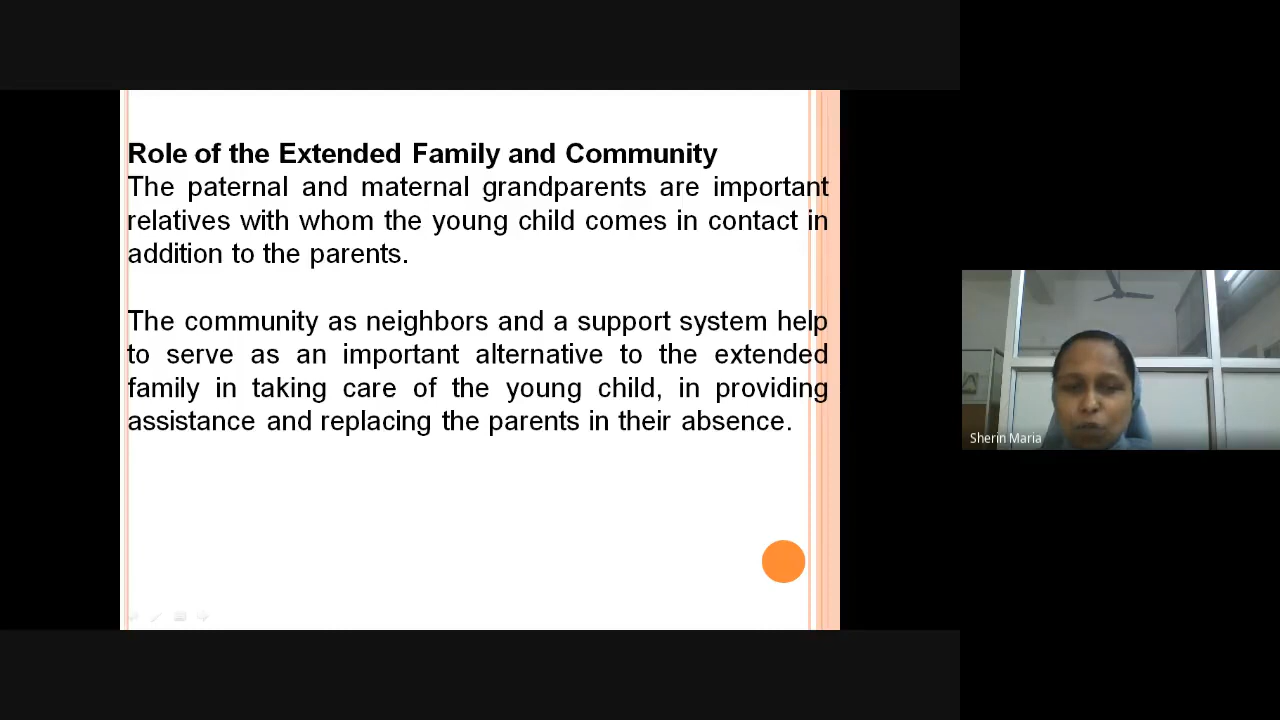 Role of the Extended Family and Community
The paternal and maternal grandparents are important
relatives with whom the young child comes in contact in
addition to the parents.
The community as neighbors and a support system help
to serve as an important alternative to the extended
family in taking care of the young child, in providing
assistance and replacing the parents in their absence.
Sherin Maria